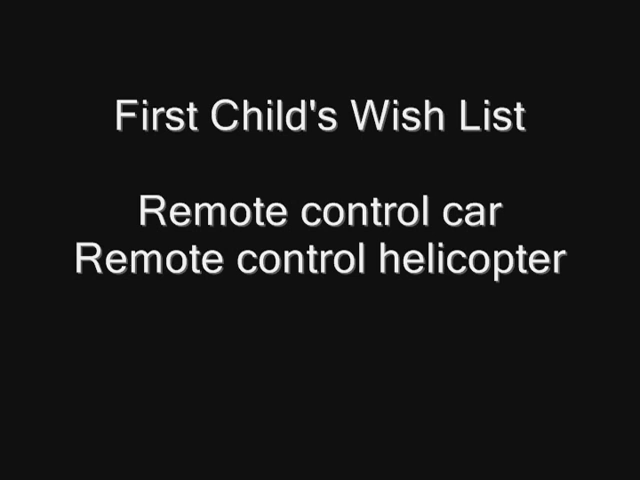 First Child's Wish List
Remote control car
Remote control helicopter